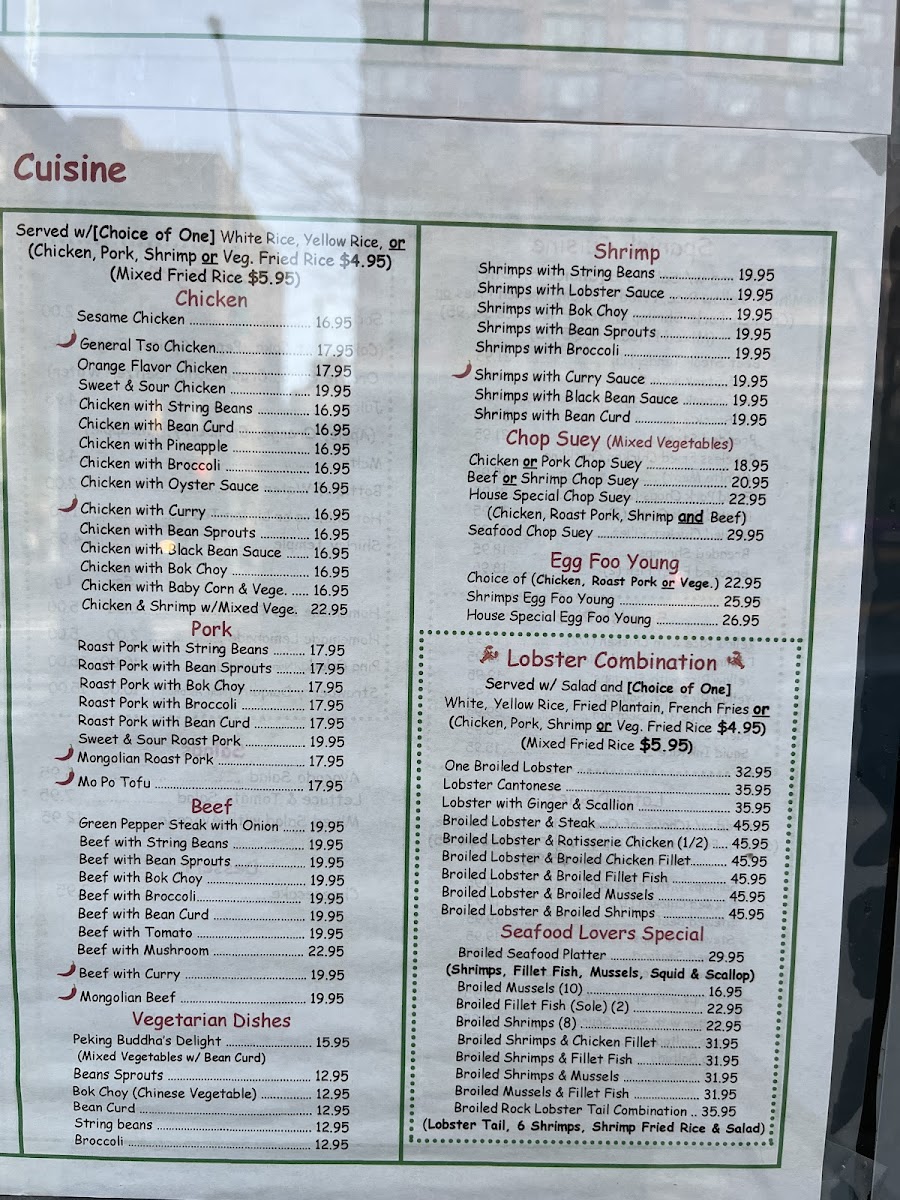 Cuisine
Served w/[Choice of One] White Rice, Yellow Rice, or
(Chicken, Pork, Shrimp or Veg. Fried Rice $4.95)
(Mixed Fried Rice $5.95)
Chicken
Sesame Chicken 16.95
General Tso Chicken 17.95
Orange Flavor Chicken 17.95
Sweet & Sour Chicken 19.95
Chicken with String Beans 16.95
Chicken with Bean Curd 16.95
Chicken with Pineapple 16.95
Chicken with Broccoli 16.95
Chicken with Oyster Sauce 16.95
Chicken with Curry 16.95
Chicken with Bean Sprouts 16.95
Chicken with Black Bean Sauce 16.95
Chicken with Bok Choy 16.95
Chicken with Baby Corn & Vege. 16.95
Chicken & Shrimp w/Mixed Vege. 22.95
Pork
Roast Pork with String Beans 17.95
Roast Pork with Bean Sprouts 17.95
Roast Pork with Bok Choy 17.95
Roast Pork with Broccoli 17.95
Roast Pork with Bean Curd 17.95
Sweet & Sour Roast Pork 19.95
Mongolian Roast Pork 17.95
Mo Po Tofu 17.95
Beef
Green Pepper Steak with Onion 19.95
Beef with String Beans 19.95
Beef with Bean Sprouts 19.95
Beef with Bok Choy 19.95
Beef with Broccoli 19.95
Beef with Bean Curd 19.95
Beef with Tomato 19.95
Beef with Mushroom 22.95
Beef with Curry 19.95
Mongolian Beef 19.95
Vegetarian Dishes
Peking Buddha's Delight 15.95
(Mixed Vegetables w/ Bean Curd)
Beans Sprouts 12.95
Bok Choy (Chinese Vegetable) 12.95
Bean Curd 12.95
String beans 12.95
Broccoli 12.95
Shrimp
Shrimps with String Beans 19.95
Shrimps with Lobster Sauce 19.95
Shrimps with Bok Choy 19.95
Shrimps with Bean Sprouts 19.95
Shrimps with Broccoli 19.95
Shrimps with Curry Sauce 19.95
Shrimps with Black Bean Sauce 19.95
Shrimps with Bean Curd 19.95
Chop Suey (Mixed Vegetables)
Chicken or Pork Chop Suey 18.95
Beef or Shrimp Chop Suey 20.95
House Special Chop Suey 22.95
(Chicken, Roast Pork, Shrimp and Beef)
Seafood Chop Suey 29.95
Egg Foo Young
Choice of (Chicken, Roast Pork or Vege.) 22.95
Shrimps Egg Foo Young 25.95
House Special Egg Foo Young 26.95
Lobster Combination
Served w/ Salad and [Choice of One]
White, Yellow Rice, Fried Plantain, French Fries or
(Chicken, Pork, Shrimp or Veg. Fried Rice $4.95)
(Mixed Fried Rice $5.95)
One Broiled Lobster 32.95
Lobster Cantonese 35.95
Lobster with Ginger & Scallion 35.95
Broiled Lobster & Steak 45.95
Broiled Lobster & Rotisserie Chicken (1/2) 45.95
Broiled Lobster & Broiled Chicken Fillet 45.95
Broiled Lobster & Broiled Fillet Fish 45.95
Broiled Lobster & Broiled Mussels 45.95
Broiled Lobster & Broiled Shrimps 45.95
Seafood Lovers Special
Broiled Seafood Platter 29.95
(Shrimps, Fillet Fish, Mussels, Squid & Scallop)
Broiled Mussels (10) 16.95
Broiled Fillet Fish (Sole) (2) 22.95
Broiled Shrimps (8) 22.95
Broiled Shrimps & Chicken Fillet 31.95
Broiled Shrimps & Fillet Fish 31.95
Broiled Shrimps & Mussels 31.95
Broiled Mussels & Fillet Fish 31.95
Broiled Rock Lobster Tail Combination 35.95
(Lobster Tail, 6 Shrimps, Shrimp Fried Rice & Salad)